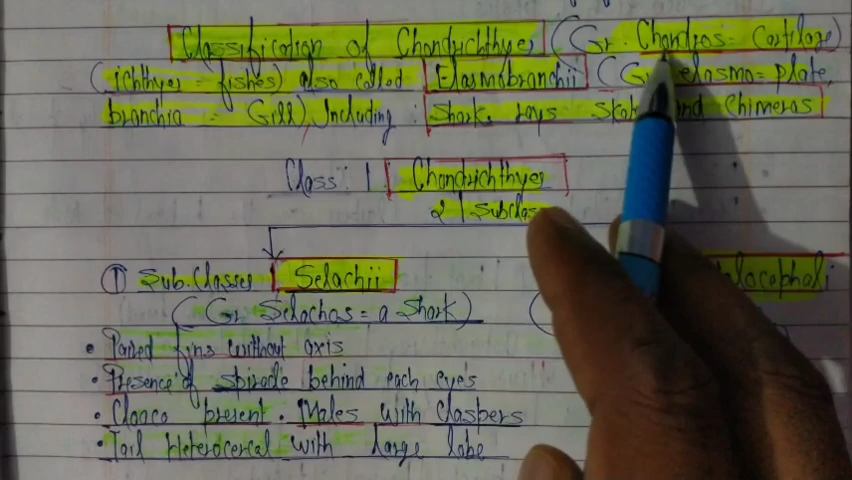 Classification of Chondrichthyes (Gr. Chondros = Cartilage)
(ichthyes = fishes) also called Elasmobranchii (Gr. elasmo = plate,
branchia = Gill) Including : Shark, rays and Chimeras
Class : 1 Chondrichthyes
2 | Subclass
① Sub. Classes 1 Selachii
(Gr Selachos = a Shark)
• Paired fins without axis
• Presence of spiracle behind each eyes
• Cloaca present. • Males with Claspers
• Tail Heterocercal with large lobe